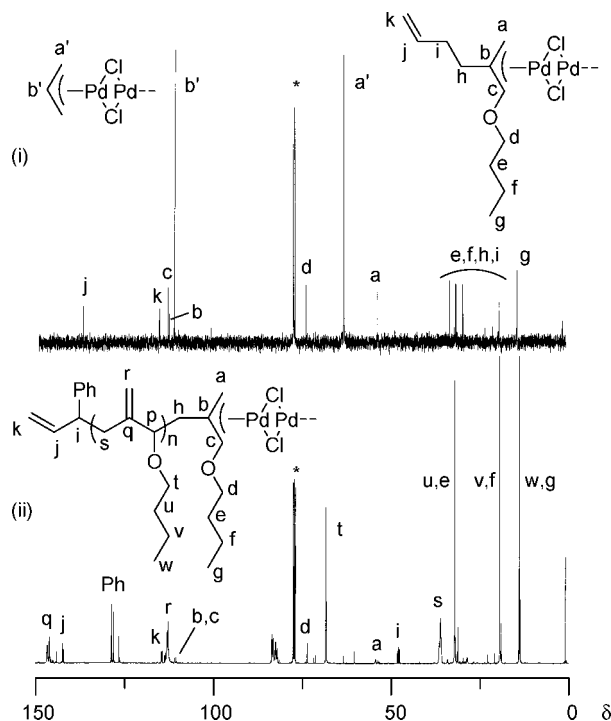 (i)
a'
b'
Pd Pd--
Cl
Cl
b'
*
a'
k
j
i
h
b
a
c
Pd Pd--
Cl
Cl
O
d
e
f
g
j
k
c
b
d
a
e,f,h,i
g
(ii)
Ph
r
k
j
i
s
q
p
n
h
b
a
c
Pd Pd--
Cl
Cl
O
O
t
u
v
w
d
e
f
g
*
q
j
Ph
k
r
b,c
d
t
a
i
s
u,e
v,f
w,g
150 100 50 0 δ